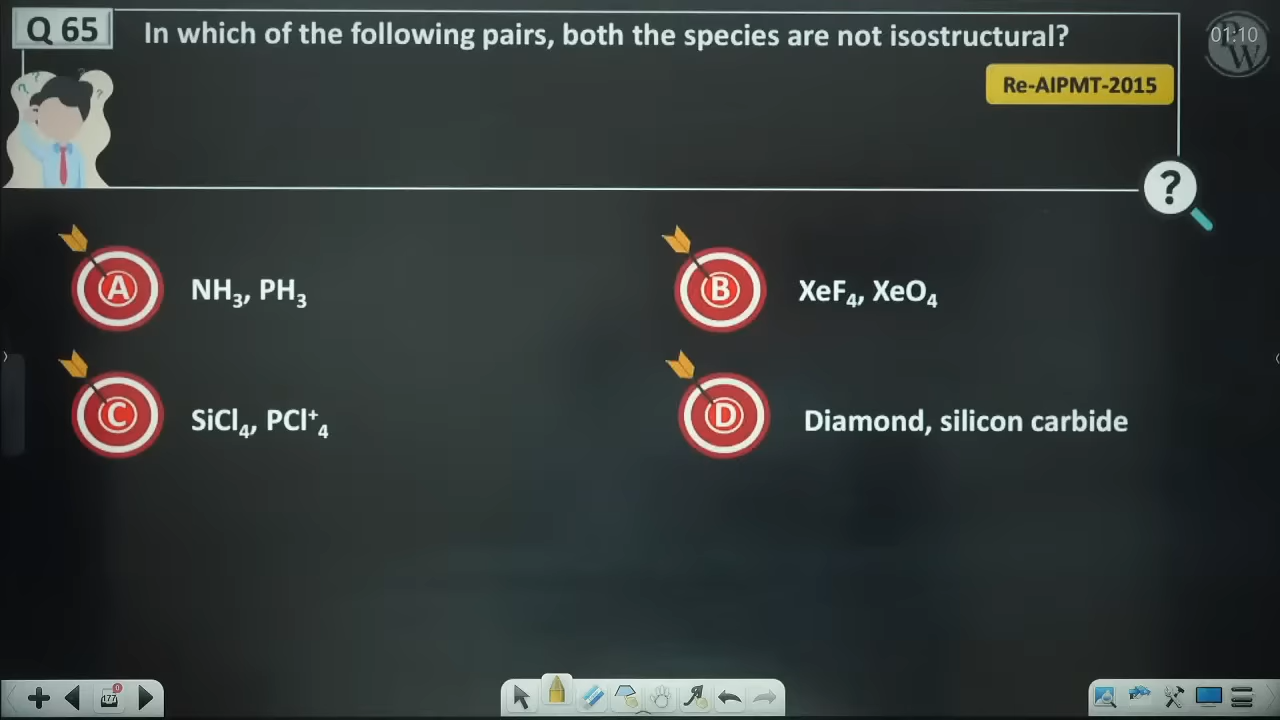 Q 65
In which of the following pairs, both the species are not isostructural?
01:10
PW
Re-AIPMT-2015
?
A
NH₃, PH₃
B
XeF₄, XeO₄
C
SiCl₄, PCl⁺₄
D
Diamond, silicon carbide